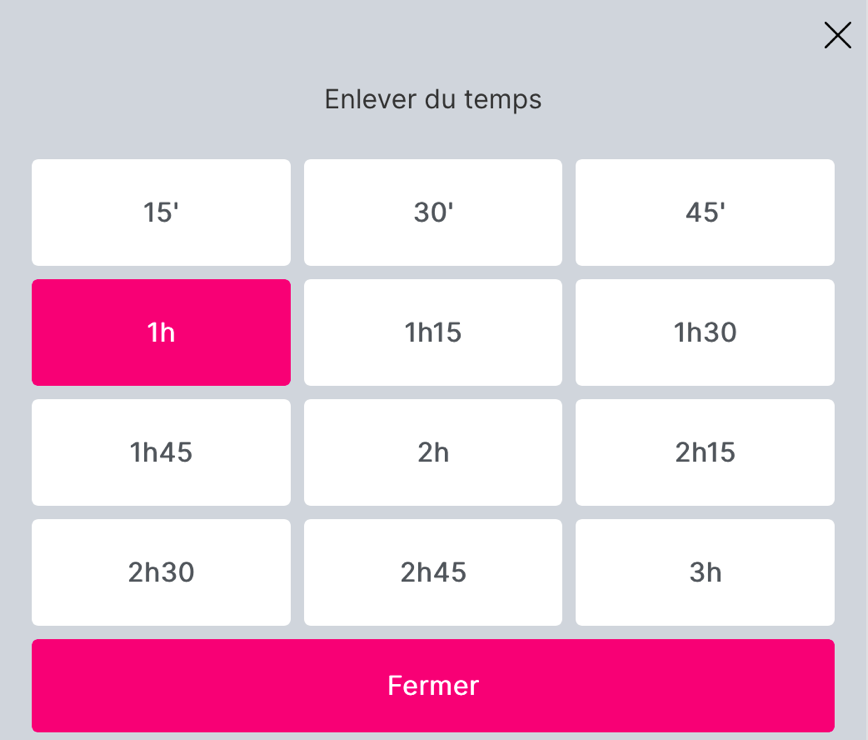 Enlever du temps
15'
30'
45'
1h
1h15
1h30
1h45
2h
2h15
2h30
2h45
3h
Fermer